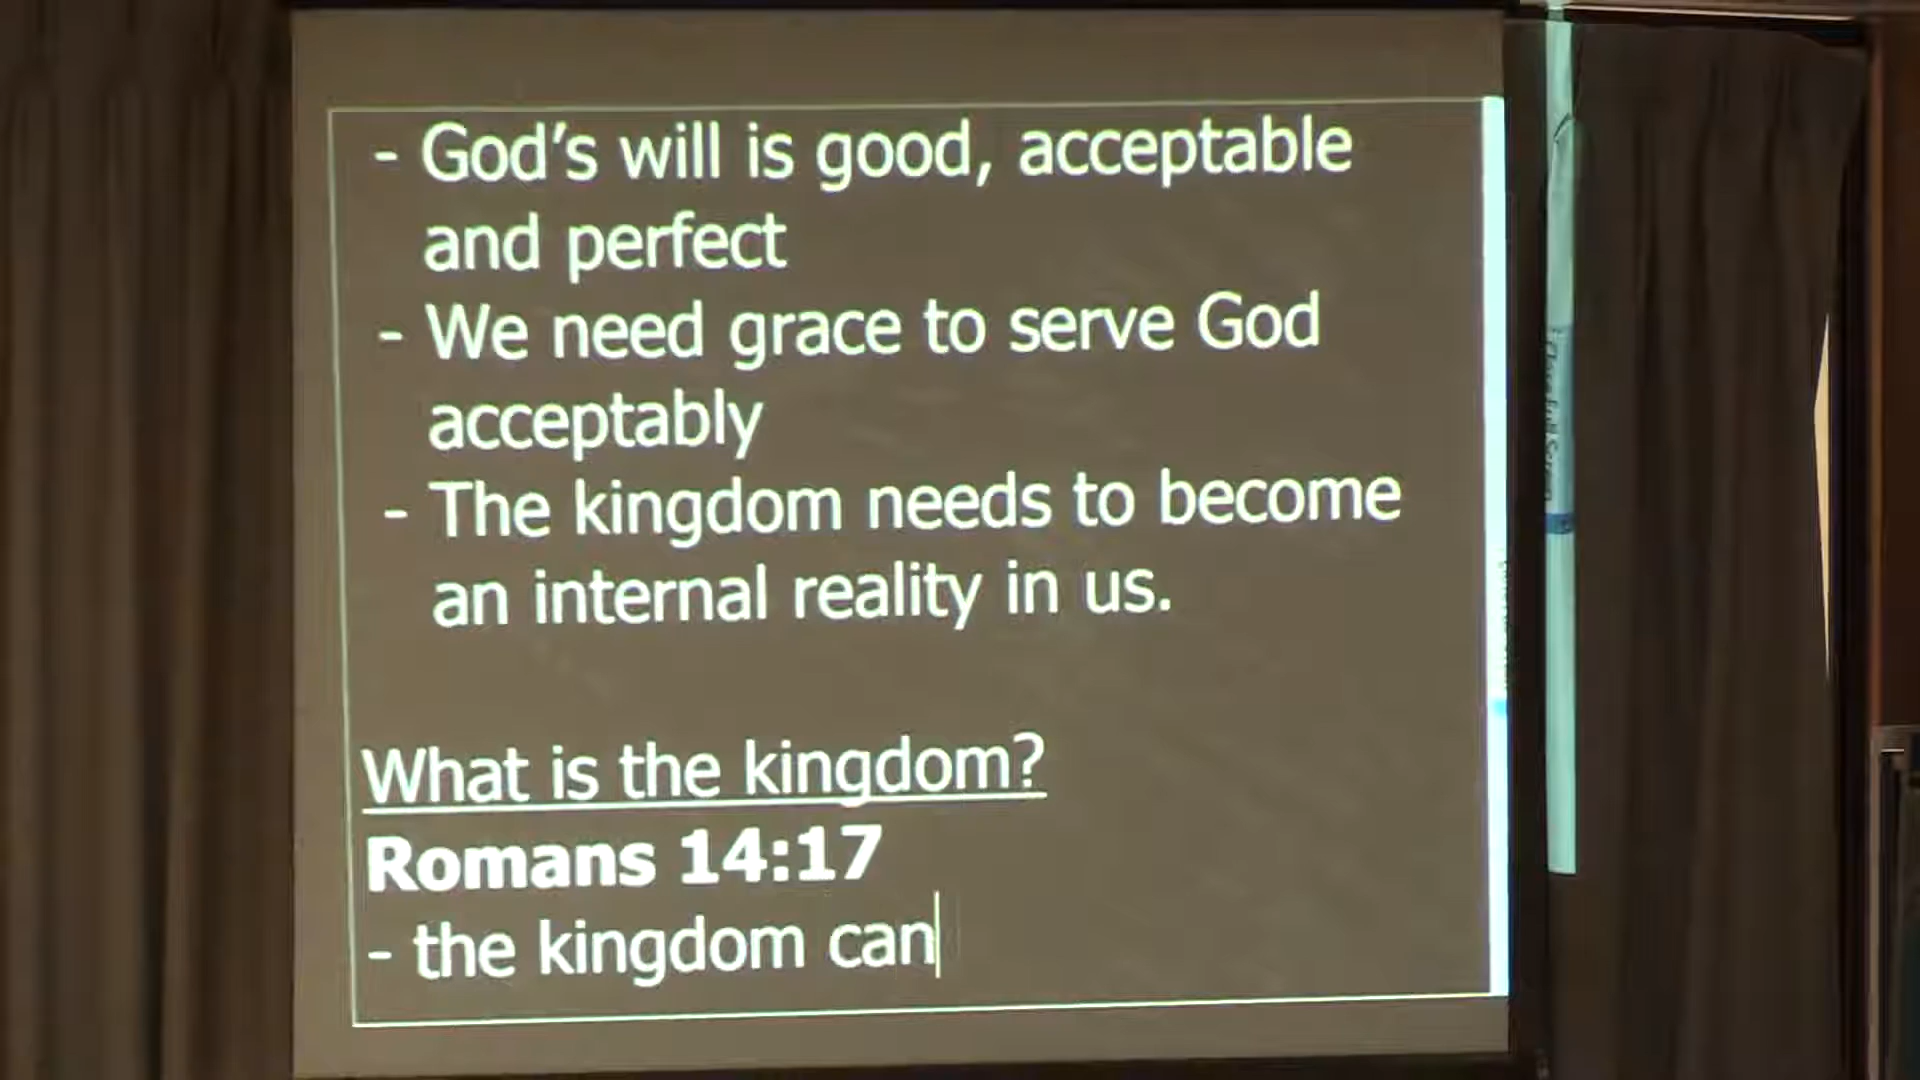 - God's will is good, acceptable
and perfect
- We need grace to serve God
acceptably
- The kingdom needs to become
an internal reality in us.
What is the kingdom?
Romans 14:17
- the kingdom can